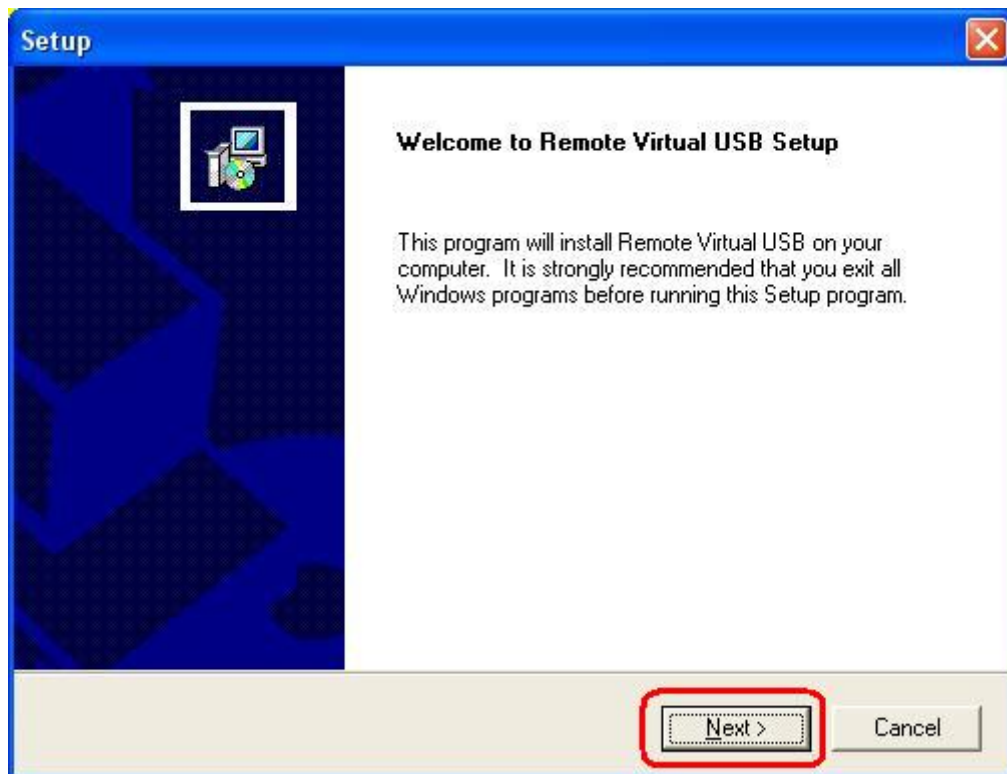 Setup
Welcome to Remote Virtual USB Setup
This program will install Remote Virtual USB on your
computer.  It is strongly recommended that you exit all
Windows programs before running this Setup program.
Next >
Cancel